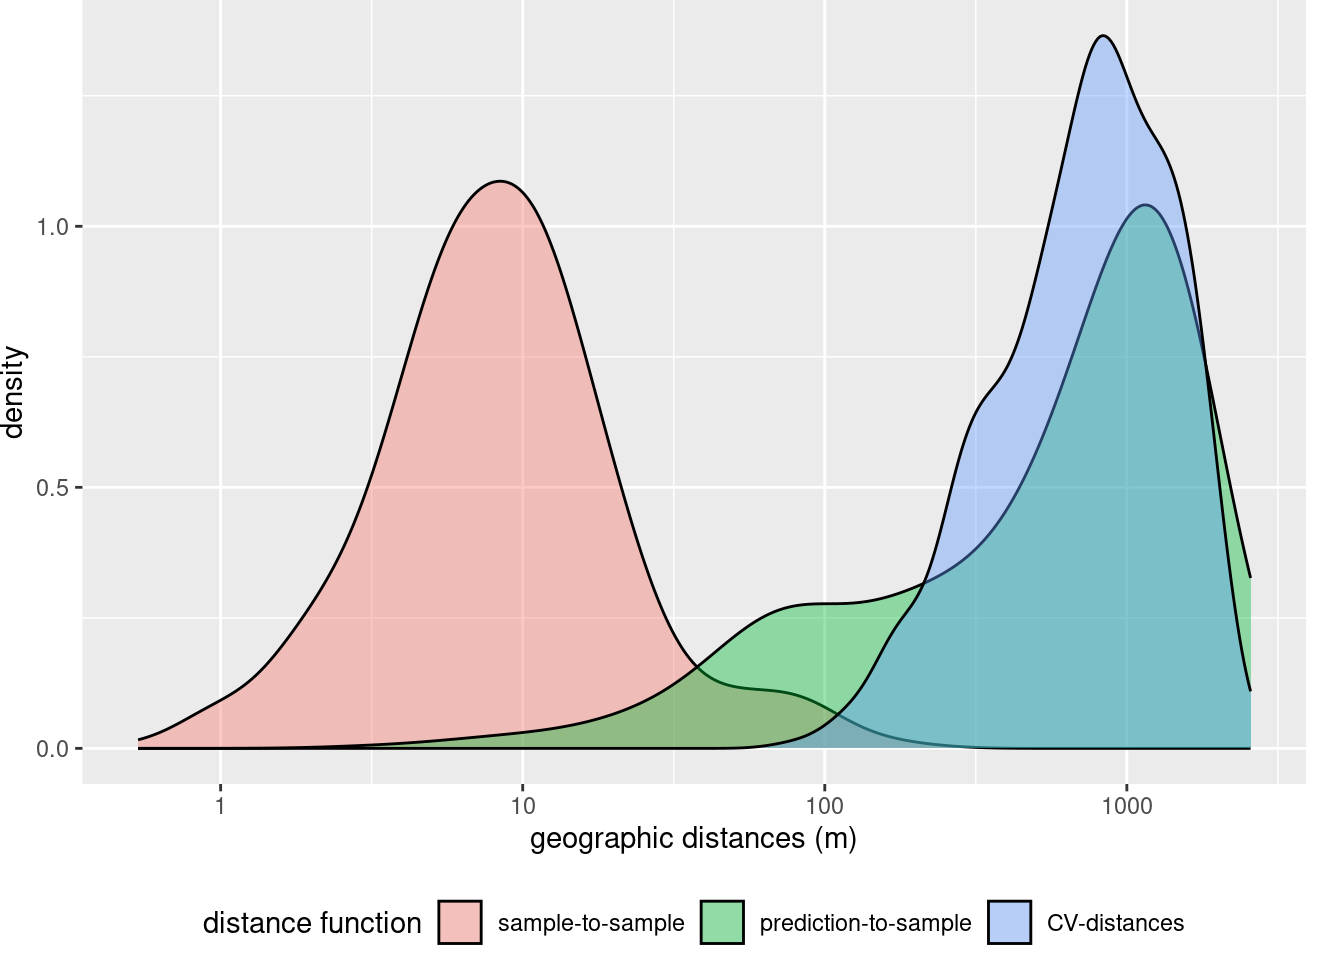 density
1.0
0.5
0.0
1 10 100 1000
geographic distances (m)
distance function sample-to-sample prediction-to-sample CV-distances